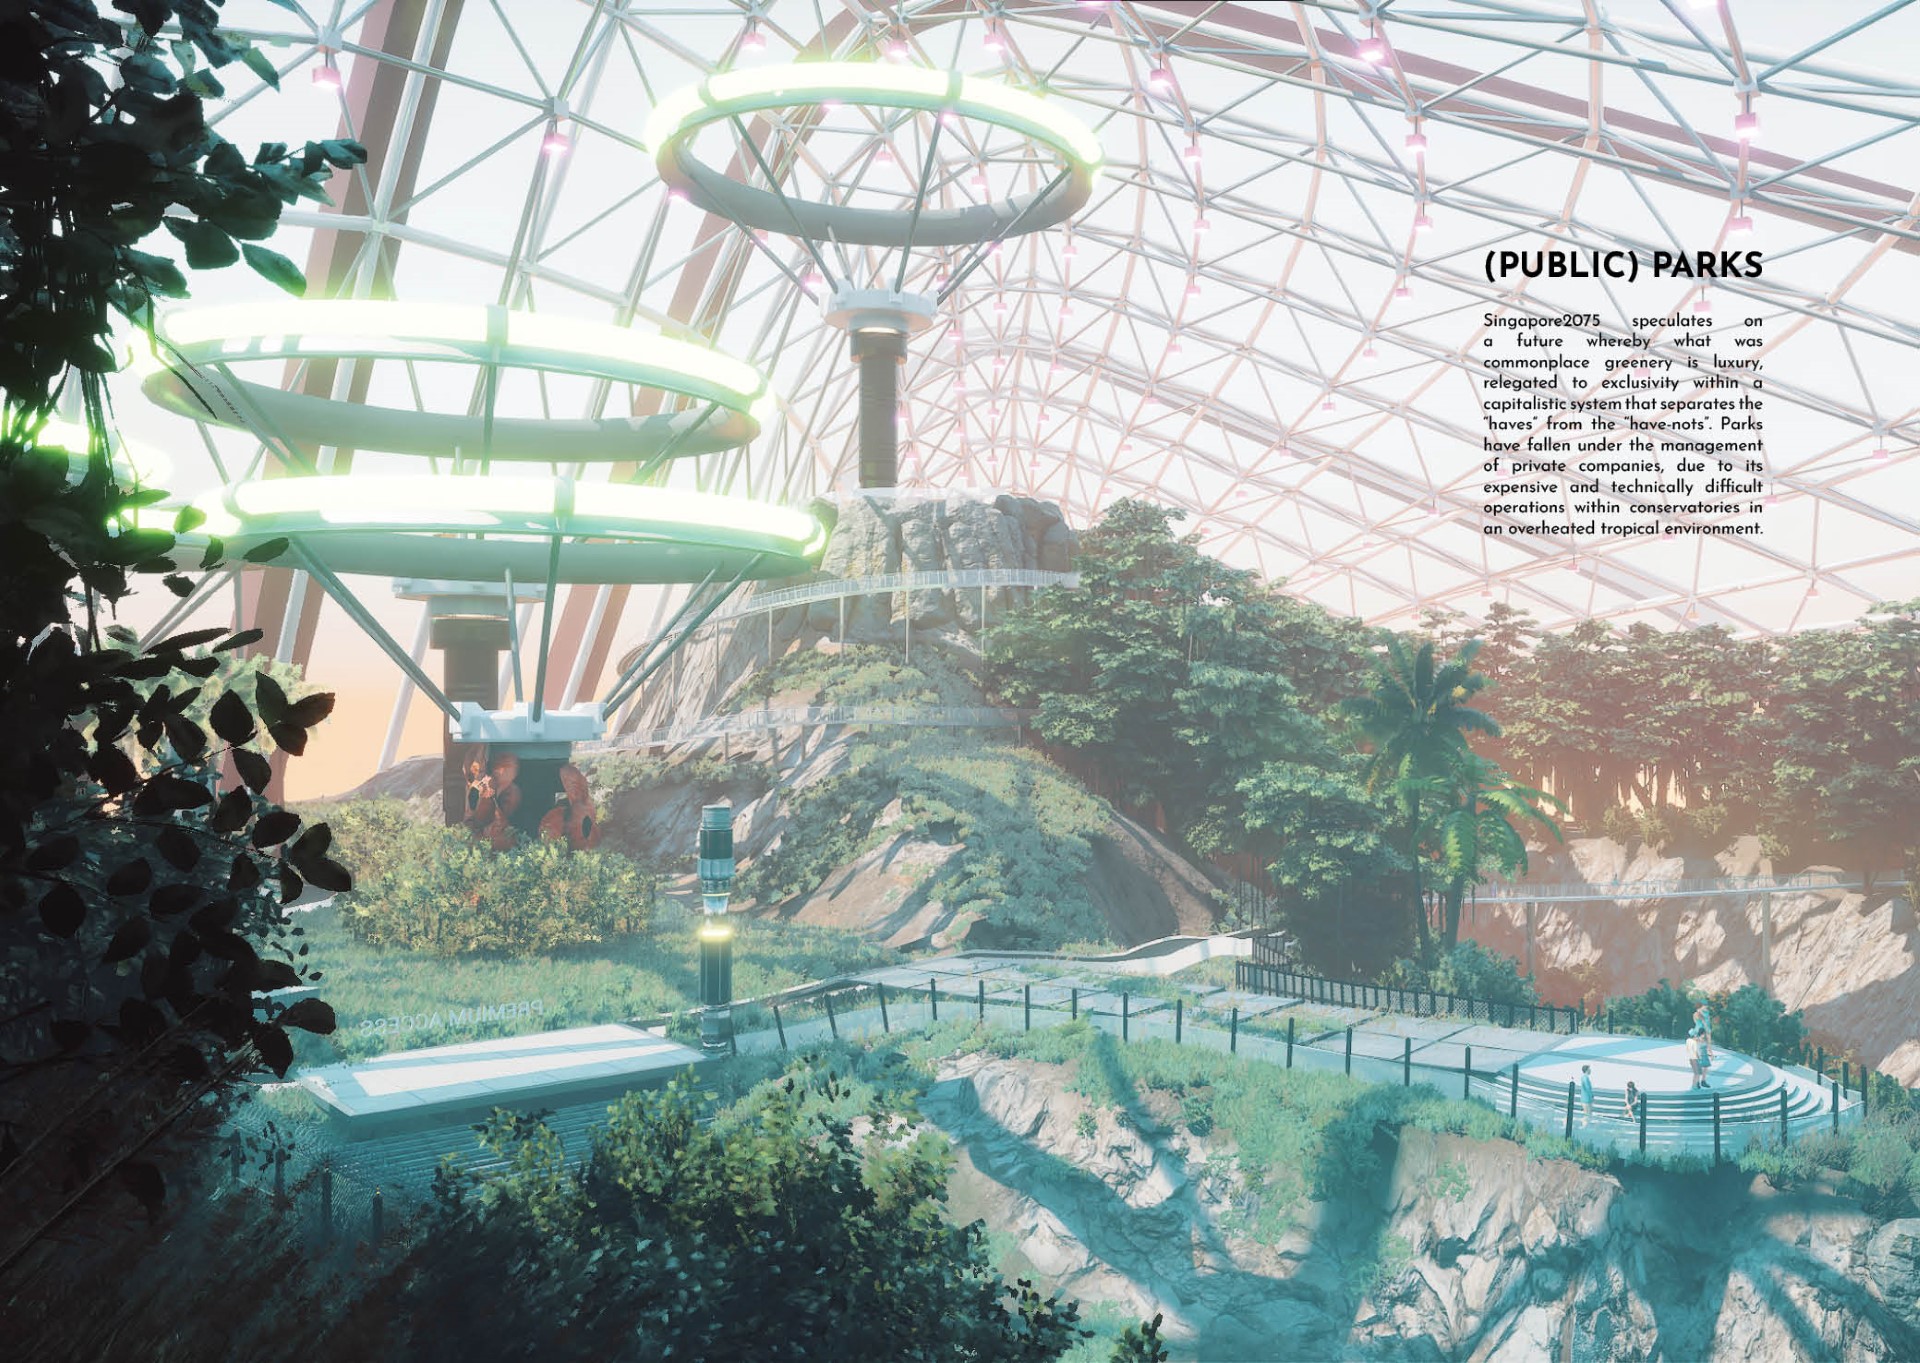 (PUBLIC) PARKS
Singapore2075 speculates on
a future whereby what was
commonplace greenery is luxury,
relegated to exclusivity within a
capitalistic system that separates the
“haves” from the “have-nots”. Parks
have fallen under the management
of private companies, due to its
expensive and technically difficult
operations within conservatories in
an overheated tropical environment.
PREMIUM ACCESS